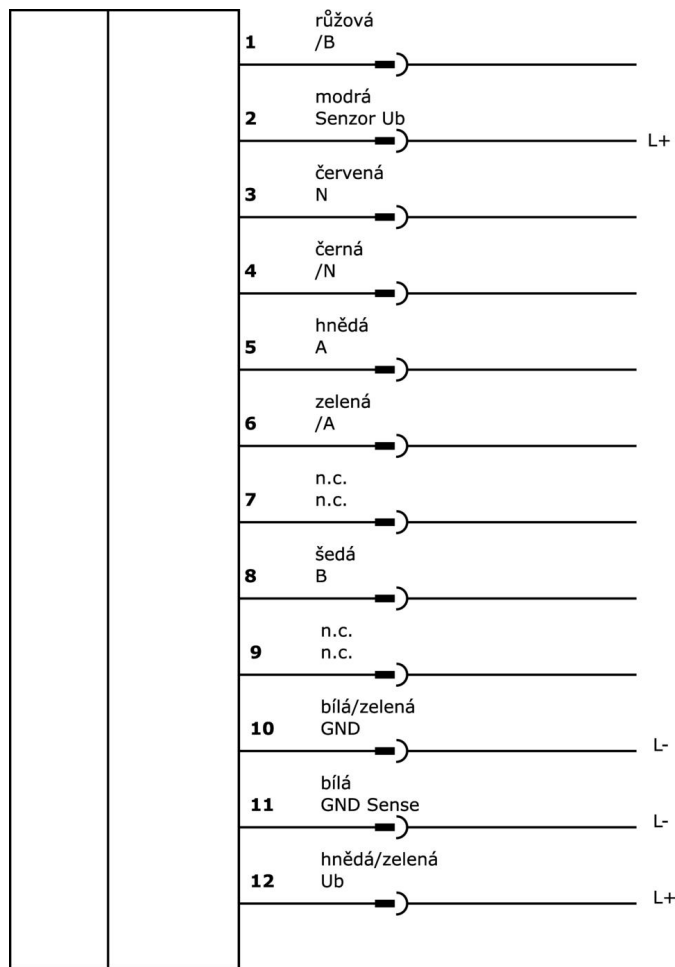 růžová
1 /B
modrá
2 Senzor Ub L+
červená
3 N
černá
4 /N
hnědá
5 A
zelená
6 /A
n.c.
7 n.c.
šedá
8 B
n.c.
9 n.c.
bílá/zelená
10 GND L-
bílá
11 GND Sense L-
hnědá/zelená
12 Ub L+